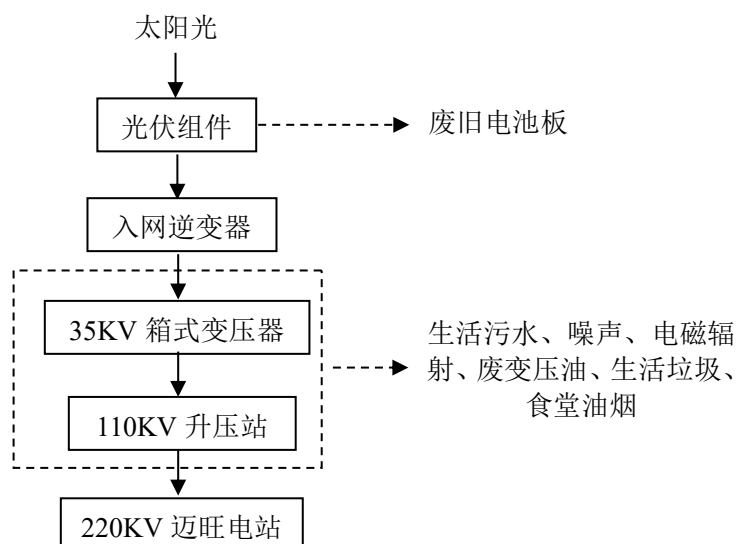 太阳光
光伏组件
废旧电池板
入网逆变器
35KV 箱式变压器
生活污水、噪声、电磁辐
射、废变压油、生活垃圾、
食堂油烟
110KV 升压站
220KV 迈旺电站